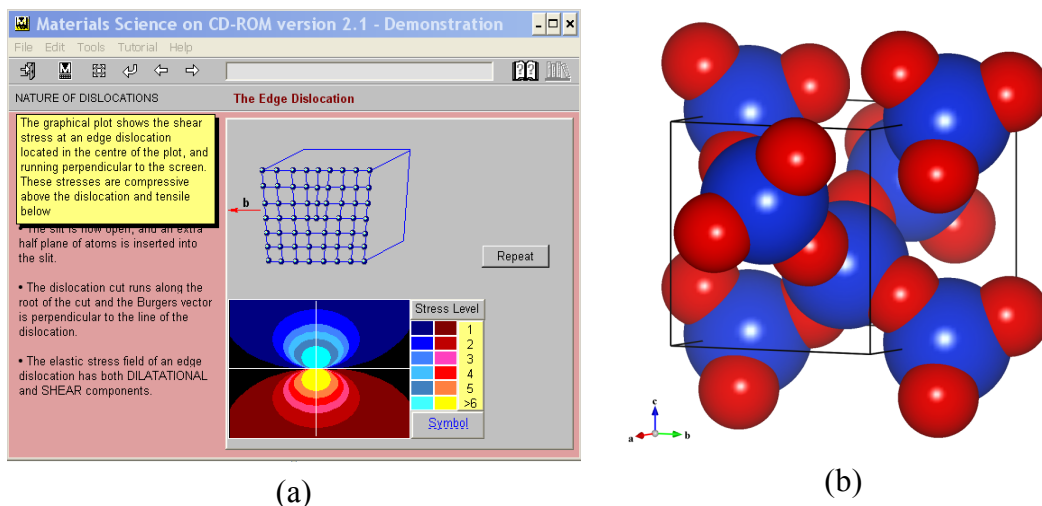 Materials Science on CD-ROM version 2.1 - Demonstration
File Edit Tools Tutorial Help
NATURE OF DISLOCATIONS
The Edge Dislocation
The graphical plot shows the shear
stress at an edge dislocation
located in the centre of the plot, and
running perpendicular to the screen.
These stresses are compressive
above the dislocation and tensile
below
• The slit is now open, and an extra
half plane of atoms is inserted into
the slit.
• The dislocation cut runs along the
root of the cut and the Burgers vector
is perpendicular to the line of the
dislocation.
• The elastic stress field of an edge
dislocation has both DILATATIONAL
and SHEAR components.
b
Repeat
Stress Level
1
2
3
4
5
>6
Symbol
c
a
b
(a)
(b)